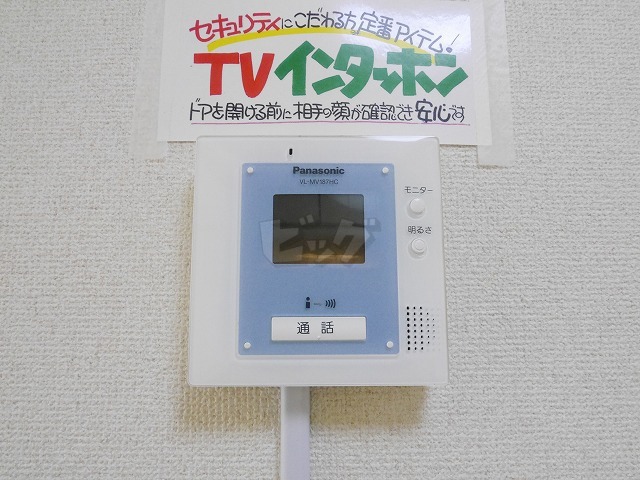 セキュリティにこだわる方、定番アイテム!
TVインターホン
ドアを開ける前に相手の顔が確認でき安心です
Panasonic
VL-MV187HC
モニター
明るさ
ビッグ
通話